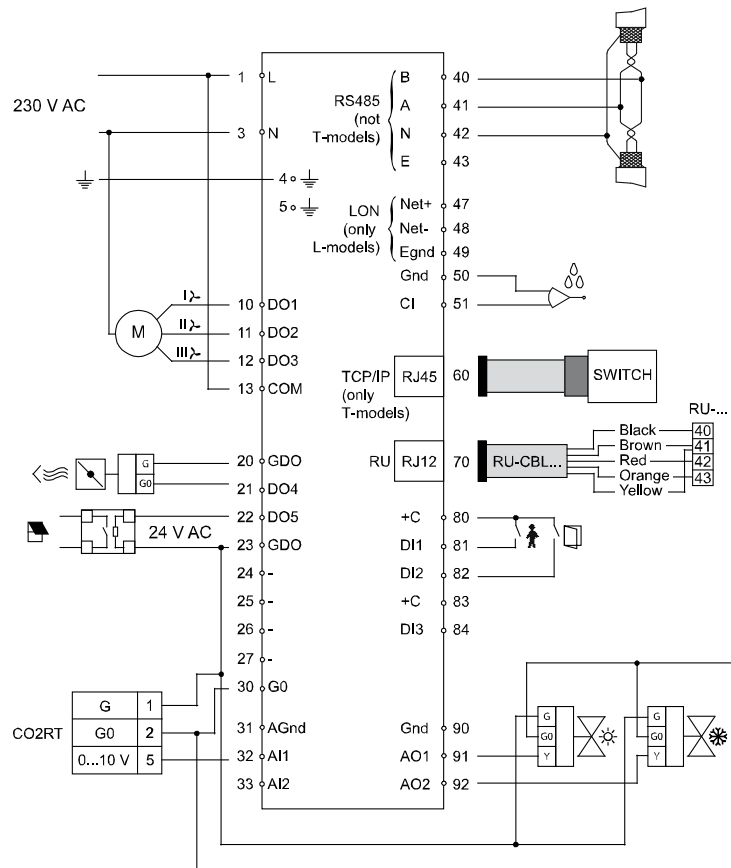 1 L
230 V AC
3 N
4
5
I
II
III
M
10 DO1
11 DO2
12 DO3
13 COM
G
G0
20 GDO
21 DO4
24 V AC
22 DO5
23 GDO
24 -
25 -
26 -
27 -
30 G0
CO2RT
G 1
G0 2
0...10 V 5
31 AGnd
32 AI1
33 AI2
RS485
(not
T-models)
B 40
A 41
N 42
E 43
LON
(only
L-models)
Net+ 47
Net- 48
Egnd 49
Gnd 50
CI 51
TCP/IP
(only
T-models)
RJ45 60
SWITCH
RU RJ12 70
RU-CBL...
RU-...
Black 40
Brown 41
Red 42
Orange 43
Yellow
+C 80
DI1 81
DI2 82
+C 83
DI3 84
Gnd 90
AO1 91
AO2 92
G
G0
Y
G
G0
Y